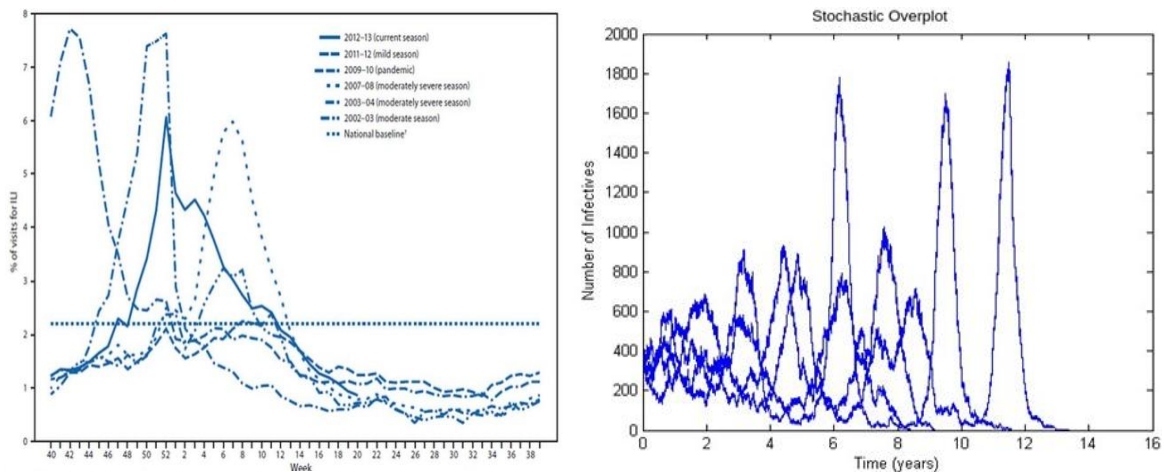 8
7
6
5
4
3
2
1
0
% of visits for ILI
2012–13 (current season)
2011–12 (mild season)
2009–10 (pandemic)
2007–08 (moderately severe season)
2003–04 (moderately severe season)
2002–03 (moderate season)
National baseline†
40 42 44 46 48 50 52 2 4 6 8 10 12 14 16 18 20 22 24 26 28 30 32 34 36 38
Week
Stochastic Overplot
2000
1800
1600
1400
1200
1000
800
600
400
200
0
Number of Infectives
0 2 4 6 8 10 12 14 16
Time (years)